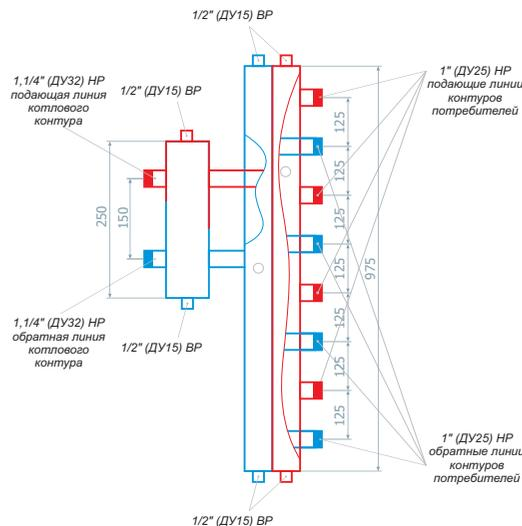 1/2" (ДУ15) ВР
1,1/4" (ДУ32) НР
подающая линия
котлового
контура
1/2" (ДУ15) ВР
1" (ДУ25) НР
подающие линии
контуров
потребителей
125
125
125
125
125
125
125
250
150
975
1,1/4" (ДУ32) НР
обратная линия
котлового
контура
1/2" (ДУ15) ВР
1" (ДУ25) НР
обратные линии
контуров
потребителей
1/2" (ДУ15) ВР